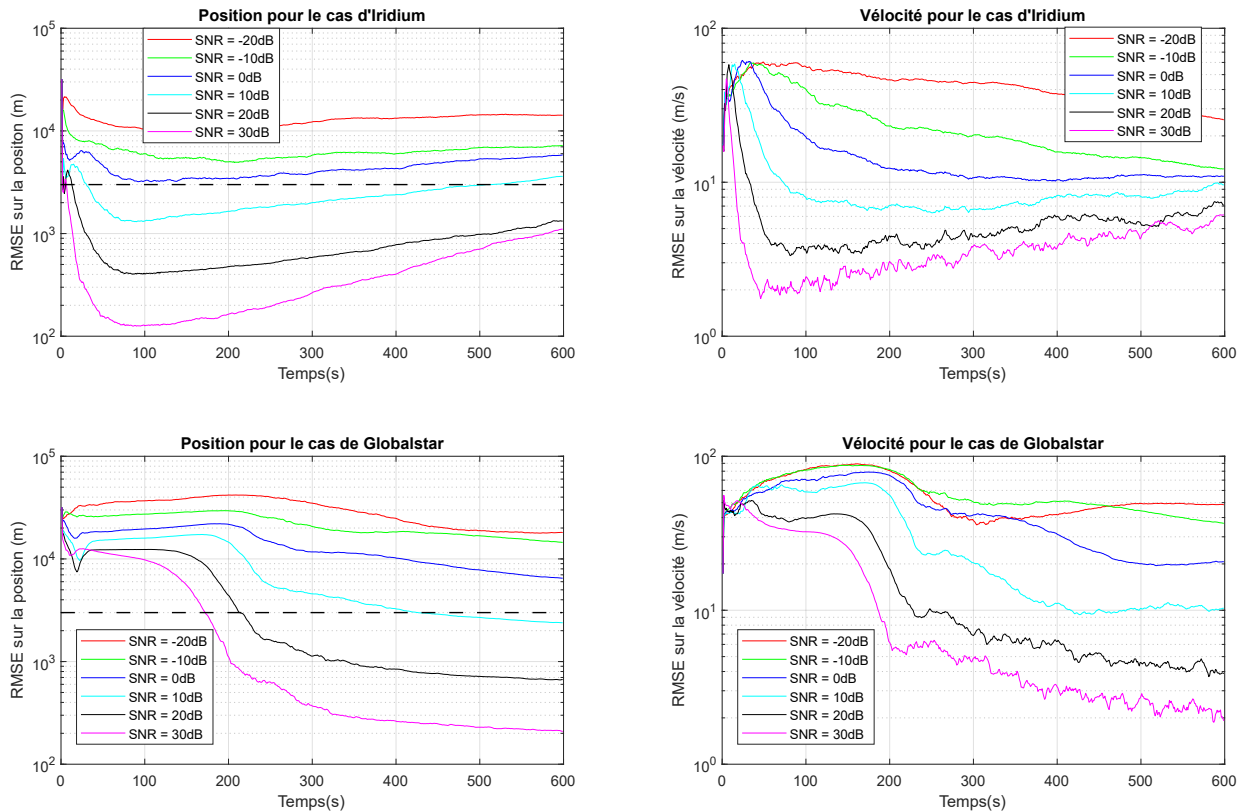 Position pour le cas d'Iridium
RMSE sur la positon (m)
10^5
10^4
10^3
10^2
SNR = -20dB
SNR = -10dB
SNR = 0dB
SNR = 10dB
SNR = 20dB
SNR = 30dB
0 100 200 300 400 500 600
Temps(s)
Vélocité pour le cas d'Iridium
RMSE sur la vélocité (m/s)
10^2
10^1
10^0
SNR = -20dB
SNR = -10dB
SNR = 0dB
SNR = 10dB
SNR = 20dB
SNR = 30dB
0 100 200 300 400 500 600
Temps(s)
Position pour le cas de Globalstar
RMSE sur la positon (m)
10^5
10^4
10^3
10^2
SNR = -20dB
SNR = -10dB
SNR = 0dB
SNR = 10dB
SNR = 20dB
SNR = 30dB
0 100 200 300 400 500 600
Temps(s)
Vélocité pour le cas de Globalstar
RMSE sur la vélocité (m/s)
10^2
10^1
10^0
SNR = -20dB
SNR = -10dB
SNR = 0dB
SNR = 10dB
SNR = 20dB
SNR = 30dB
0 100 200 300 400 500 600
Temps(s)